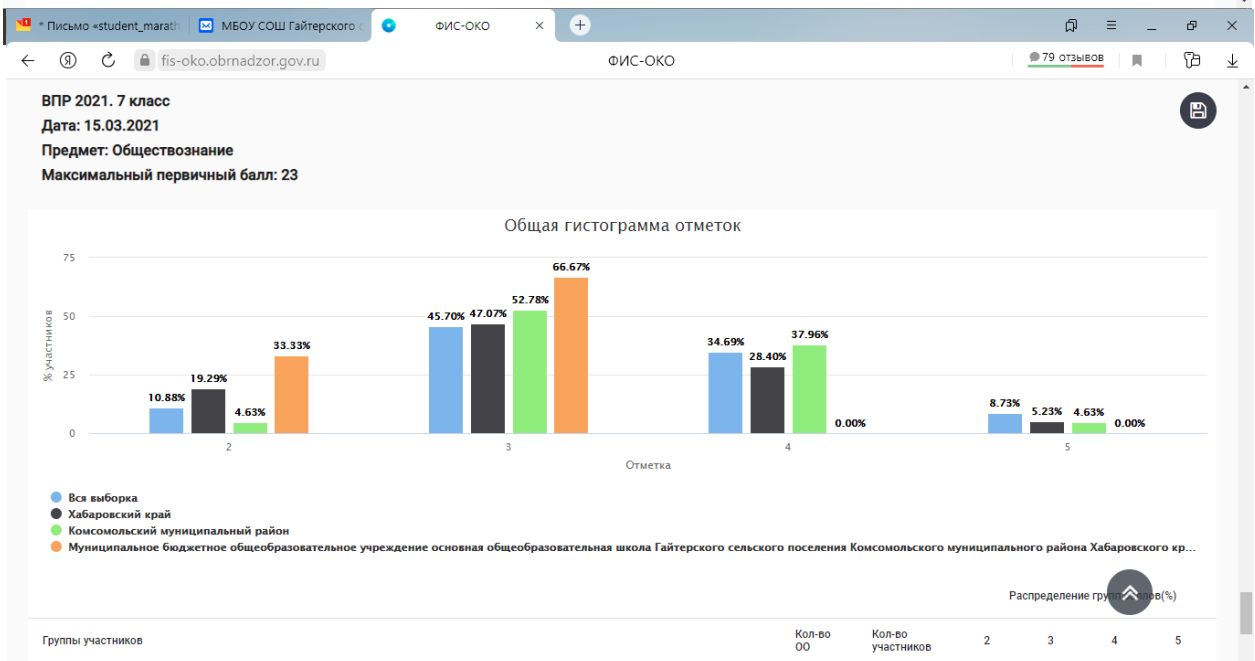 * Письмо «student_marath
МБОУ СОШ Гайтерского с
ФИС-ОКО
fis-oko.obrnadzor.gov.ru
ФИС-ОКО
79 отзывов
ВПР 2021. 7 класс
Дата: 15.03.2021
Предмет: Обществознание
Максимальный первичный балл: 23
Общая гистограмма отметок
% участников
75
50
25
0
10.88% 19.29% 4.63% 33.33%
45.70% 47.07% 52.78% 66.67%
34.69% 28.40% 37.96% 0.00%
8.73% 5.23% 4.63% 0.00%
2 3 4 5
Отметка
Вся выборка
Хабаровский край
Комсомольский муниципальный район
Муниципальное бюджетное общеобразовательное учреждение основная общеобразовательная школа Гайтерского сельского поселения Комсомольского муниципального района Хабаровского кр...
Распределение (%)
Группы участников
Кол-во ОО
Кол-во участников
2 3 4 5